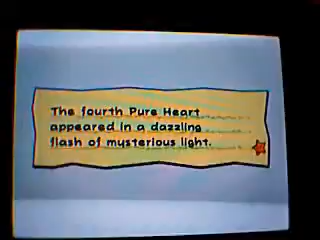 The fourth Pure Heart
appeared in a dazzling
flash of mysterious light.